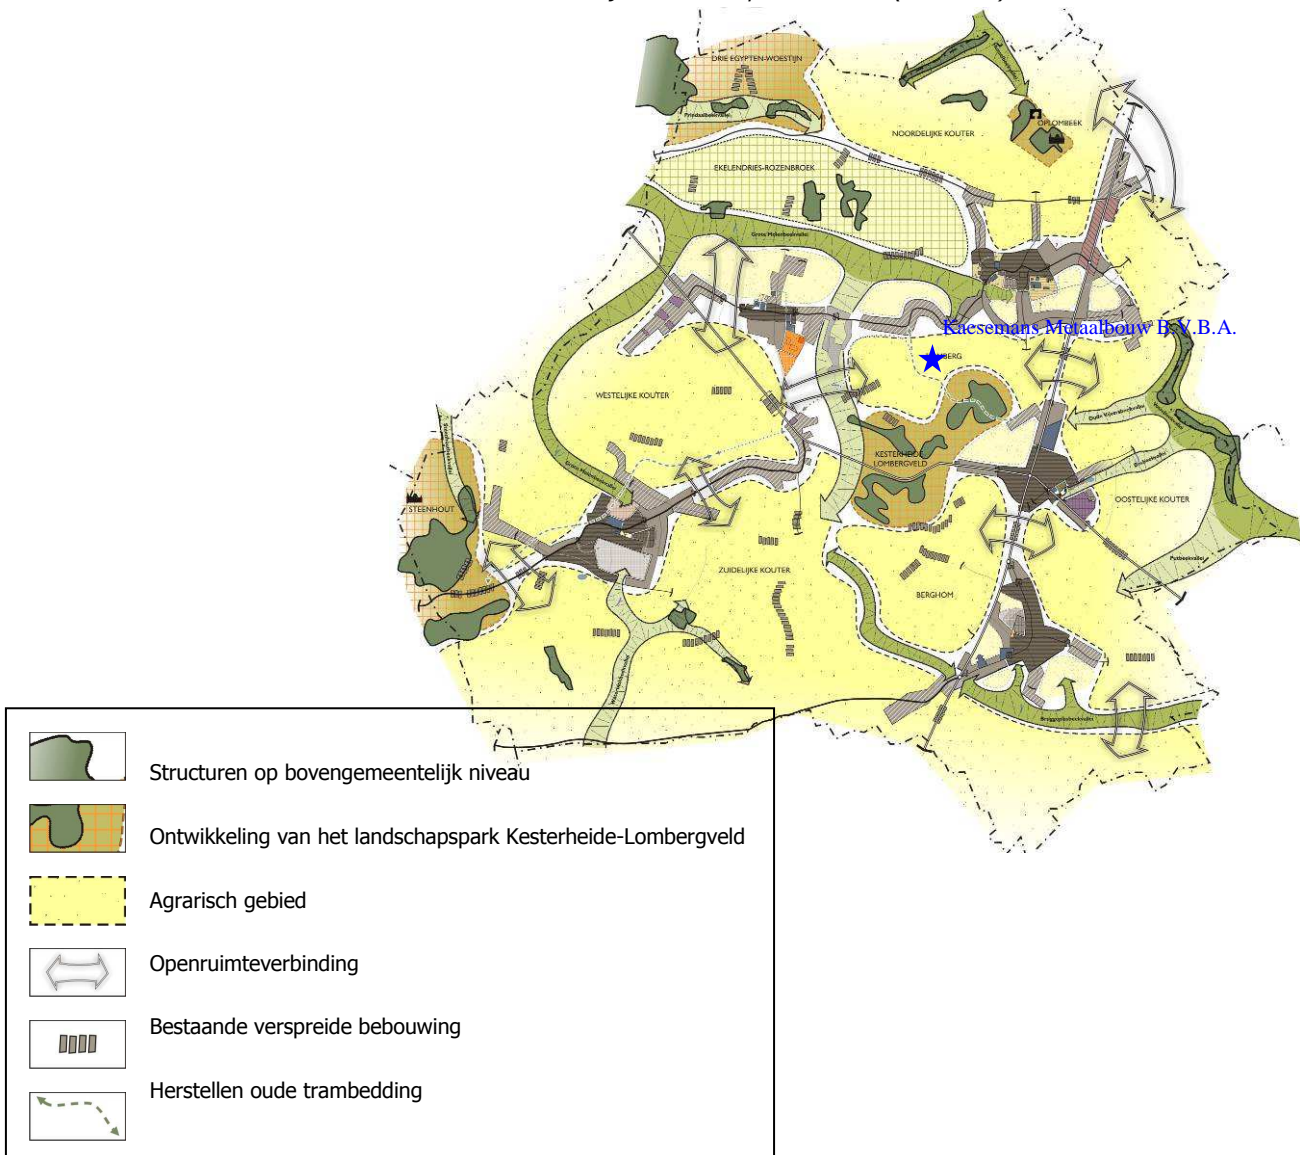 DRIE EGYPTEN-WOESTIJN
OPLOMBEEK
NOORDELIJKE KOUTER
EKELENDRIES-ROZENBROEK
Kaesemans Metaalbouw B.V.B.A.
WESTELIJKE KOUTER
KESTERHEIDE
LOMBERGVELD
OOSTELIJKE KOUTER
STEENHOUT
ZUIDELIJKE KOUTER
BERGHOM
Structuren op bovengemeentelijk niveau
Ontwikkeling van het landschapspark Kesterheide-Lombergveld
Agrarisch gebied
Openruimteverbinding
Bestaande verspreide bebouwing
Herstellen oude trambedding